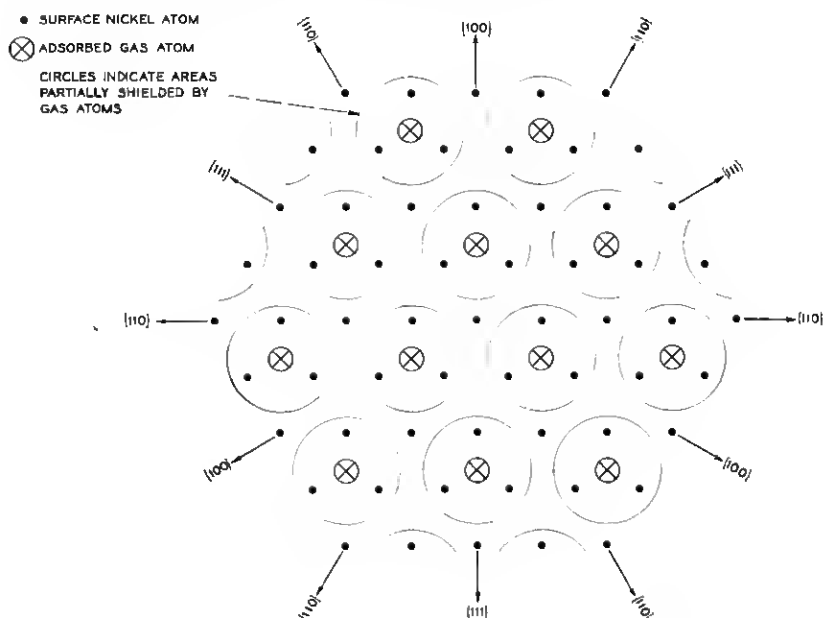 SURFACE NICKEL ATOM
ADSORBED GAS ATOM
CIRCLES INDICATE AREAS
PARTIALLY SHIELDED BY
GAS ATOMS
{110}
{100}
{110}
{111}
{111}
{110}
{110}
{100}
{100}
{110}
{111}
{110}